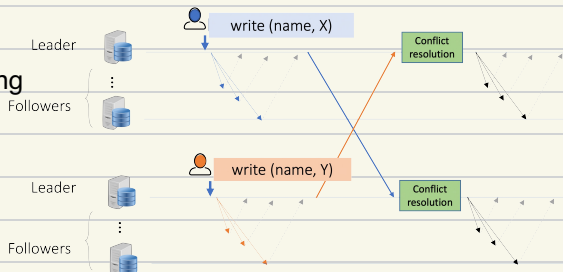 write (name, X)
Leader
Conflict
resolution
ng
Followers
write (name, Y)
Leader
Conflict
resolution
Followers